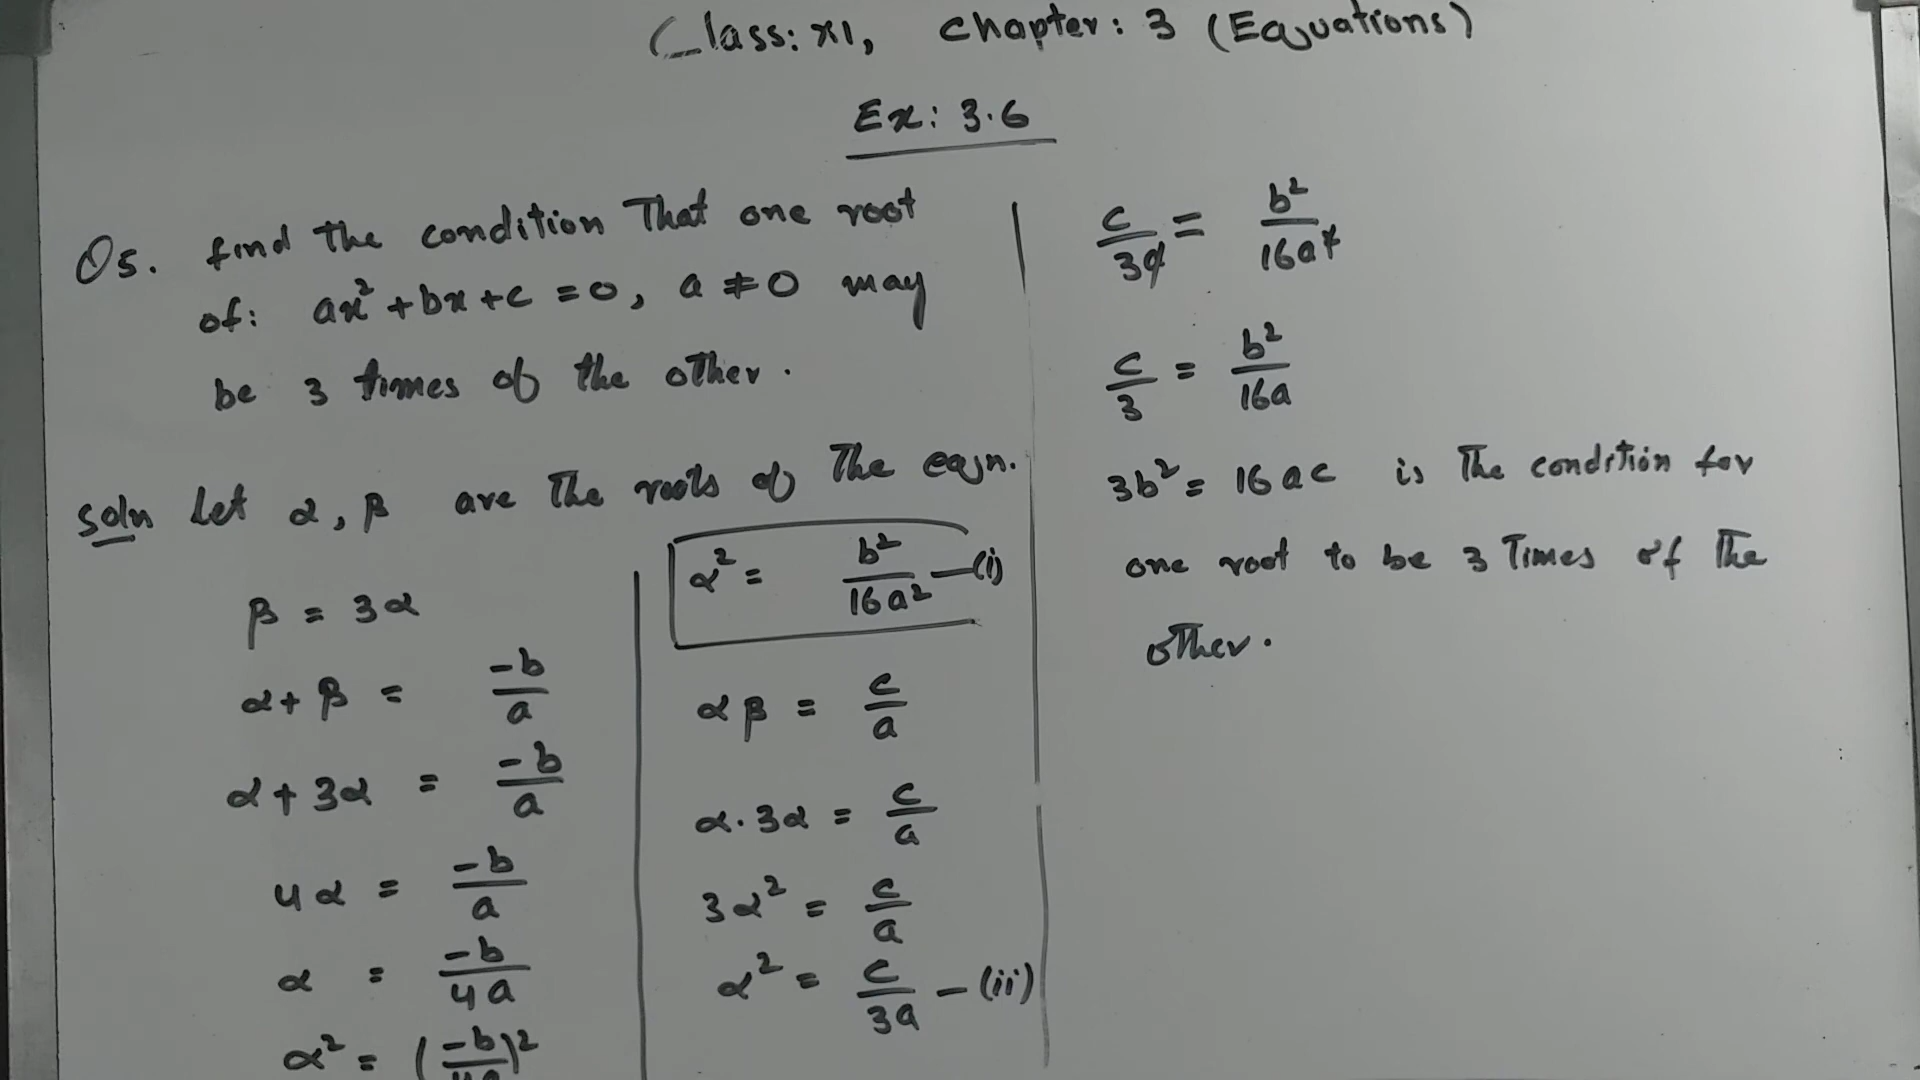 Class: XI, Chapter: 3 (Equations)
Ex: 3.6
Q5. find the condition That one root
of: ax² + bx + c = 0, a ≠ 0 may
be 3 times of the other.
Soln Let α, β are The roots of The eqn.
β = 3α
α + β = -b/a
α + 3α = -b/a
4α = -b/a
α = -b/4a
α² = (-b/4a)²
α² = b²/16a² — (i)
αβ = c/a
α · 3α = c/a
3α² = c/a
α² = c/3a — (ii)
c/3a = b²/16a²
c/3 = b²/16a
3b² = 16ac is The condition for
one root to be 3 Times of The
other.